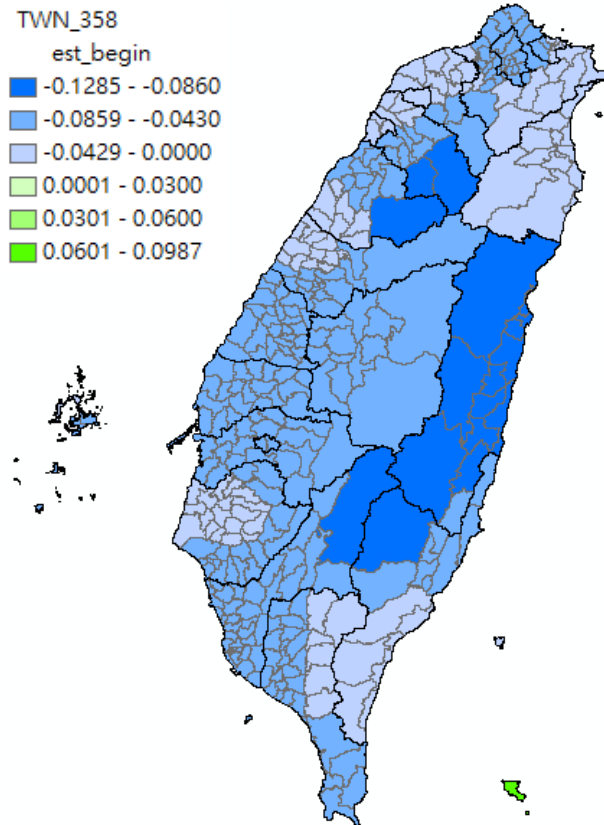 TWN_358
est_begin
-0.1285 - -0.0860
-0.0859 - -0.0430
-0.0429 - 0.0000
0.0001 - 0.0300
0.0301 - 0.0600
0.0601 - 0.0987